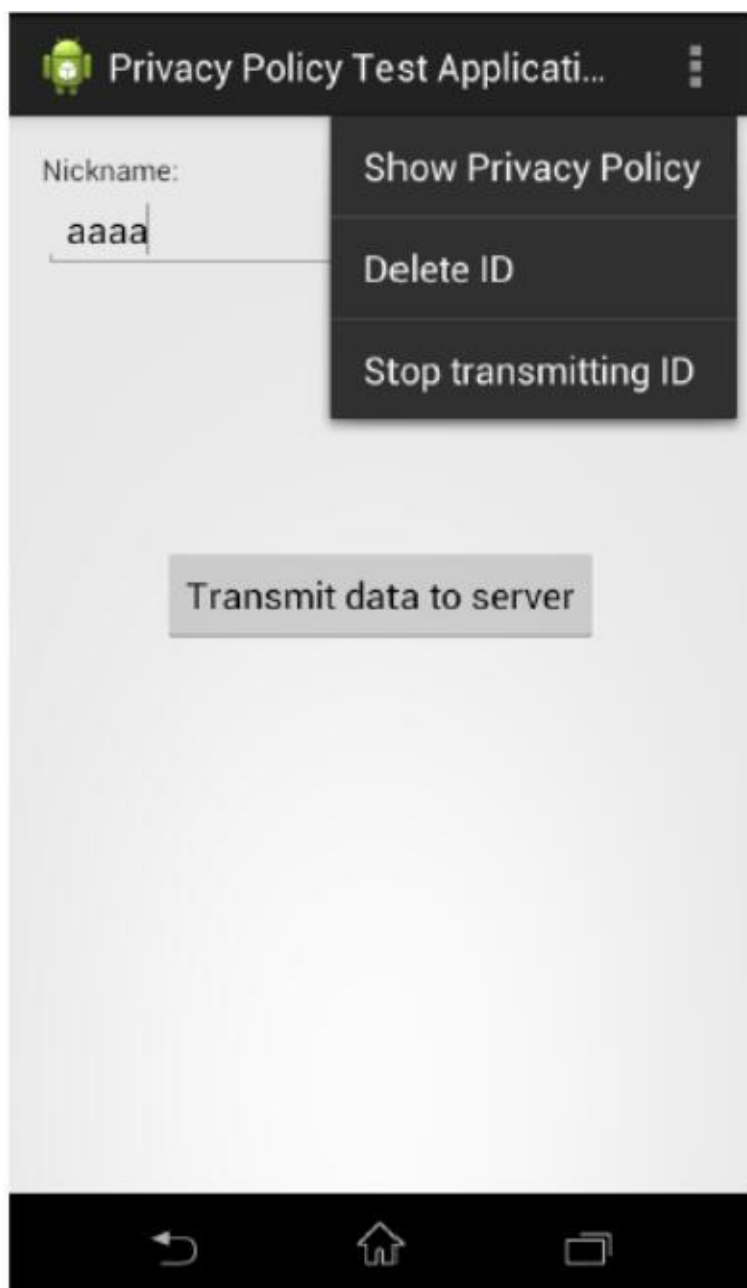 Privacy Policy Test Applicati...
Nickname:
aaaa
Show Privacy Policy
Delete ID
Stop transmitting ID
Transmit data to server